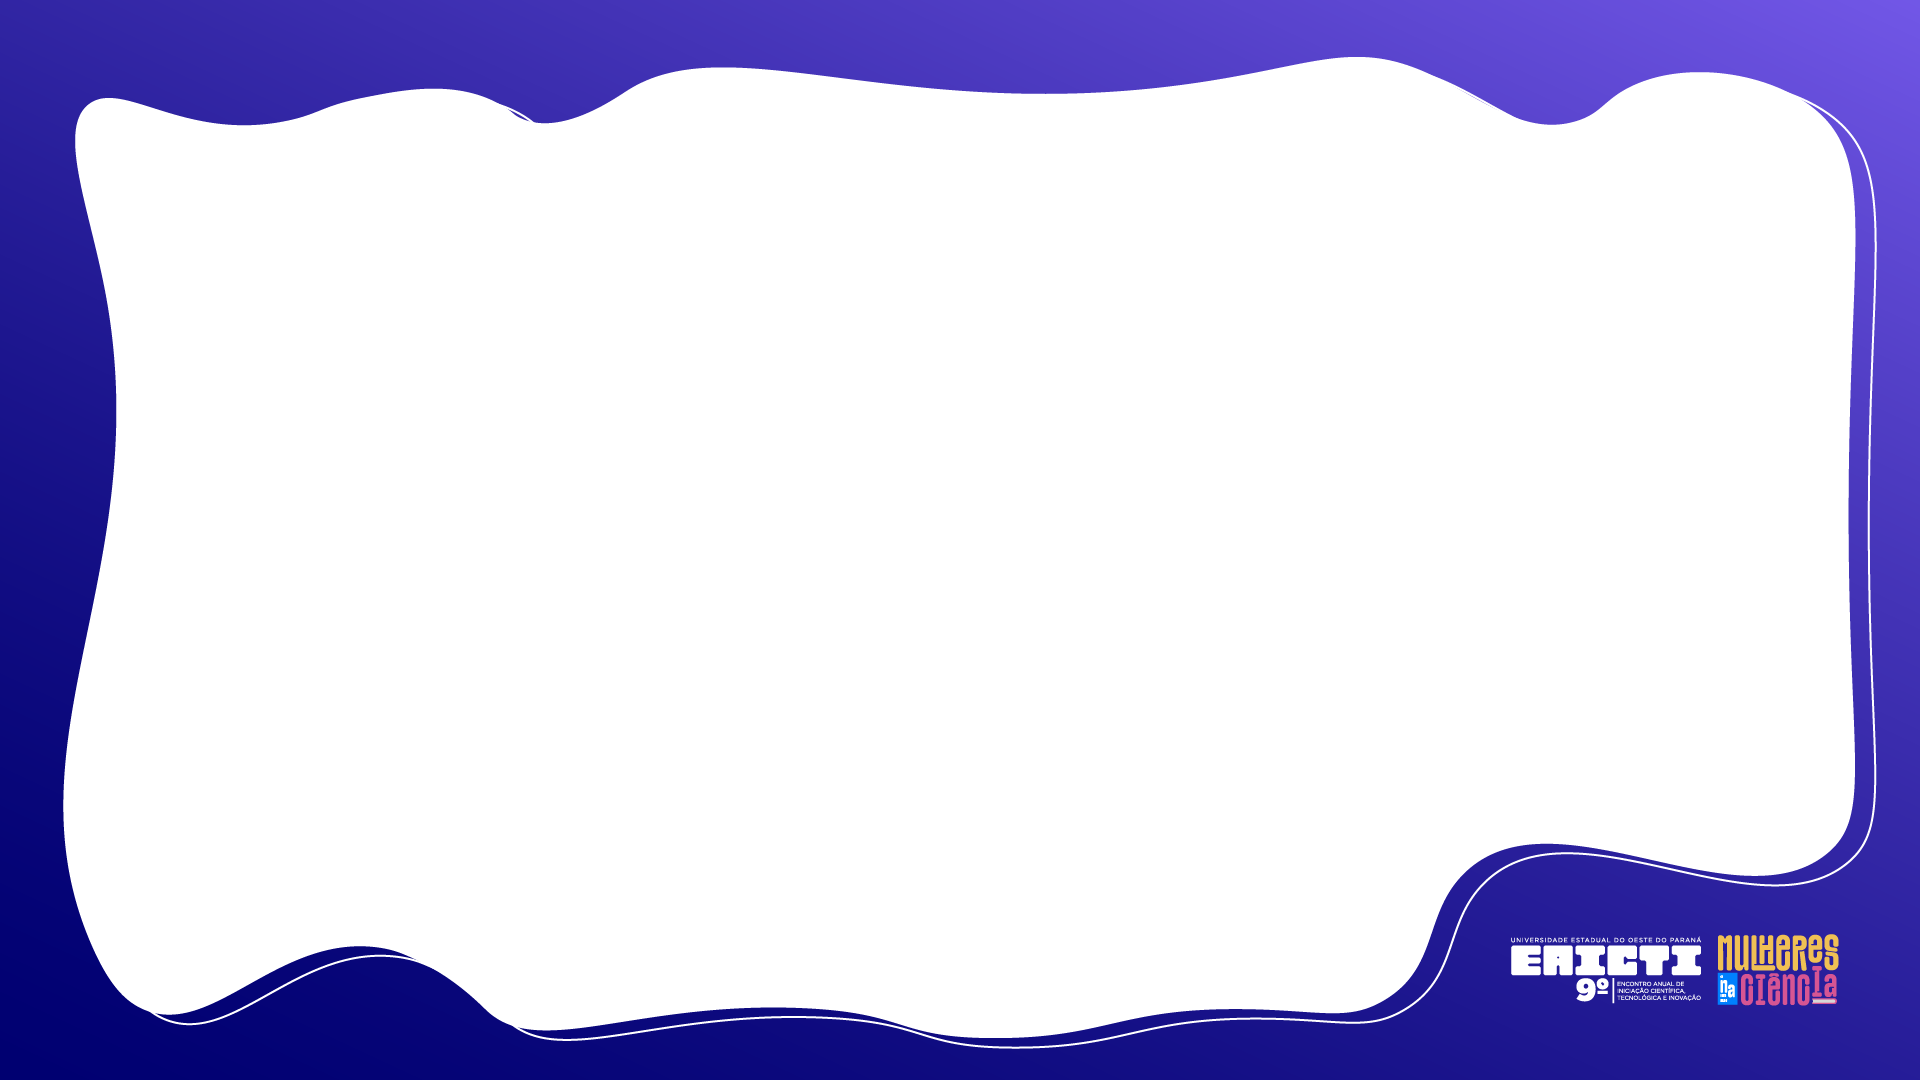 UNIVERSIDADE ESTADUAL DO OESTE DO PARANÁ
EAICTI
9º
ENCONTRO ANUAL DE
INICIAÇÃO CIENTÍFICA,
TECNOLÓGICA E INOVAÇÃO
MULHERES
na
CIÊNCIA